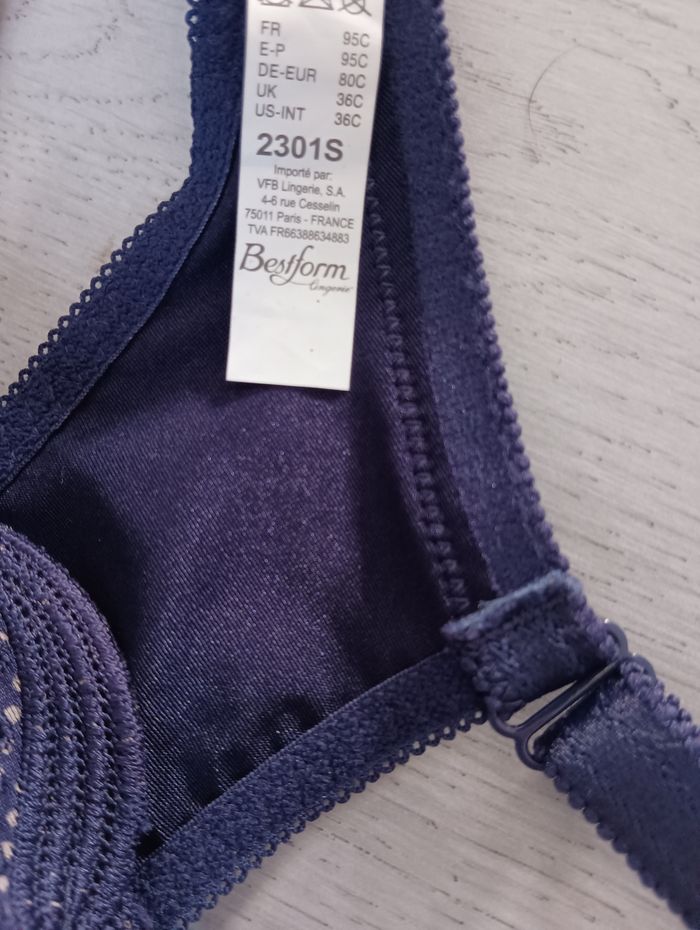 FR 95C
E-P 95C
DE-EUR 80C
UK 36C
US-INT 36C
2301S
Importé par:
VFB Lingerie, S.A.
4-6 rue Cesselin
75011 Paris - FRANCE
TVA FR66388634883
Bestform
Lingerie